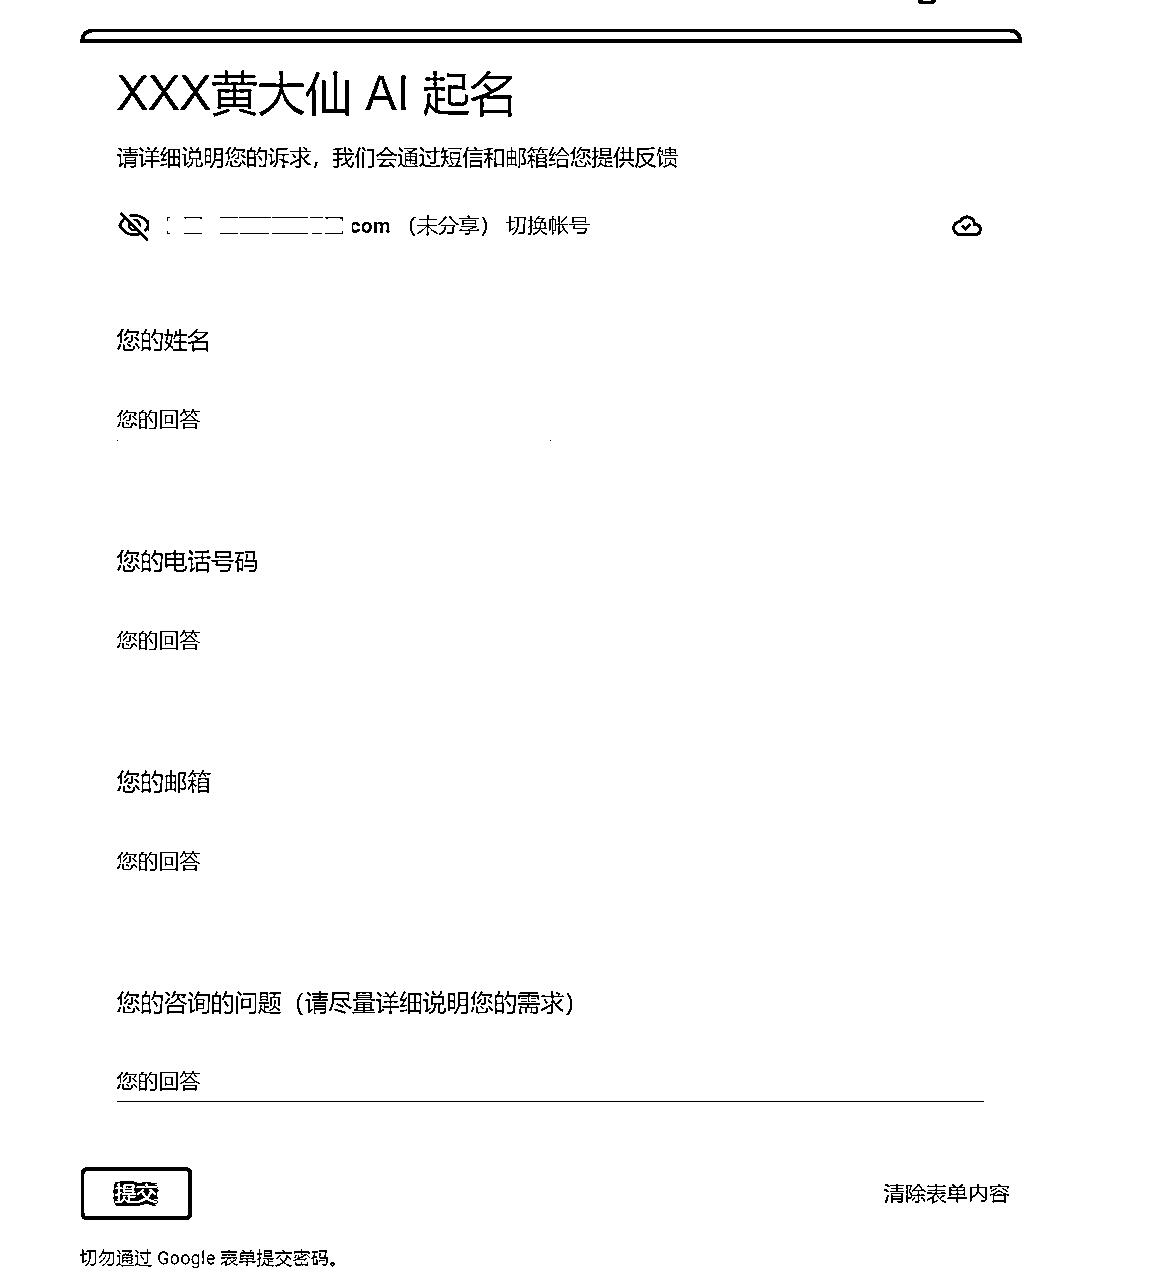 XXX黄大仙 AI 起名
请详细说明您的诉求，我们会通过短信和邮箱给您提供反馈
com （未分享） 切换帐号
您的姓名
您的回答
您的电话号码
您的回答
您的邮箱
您的回答
您的咨询的问题（请尽量详细说明您的需求）
您的回答
提交 清除表单内容
切勿通过 Google 表单提交密码。